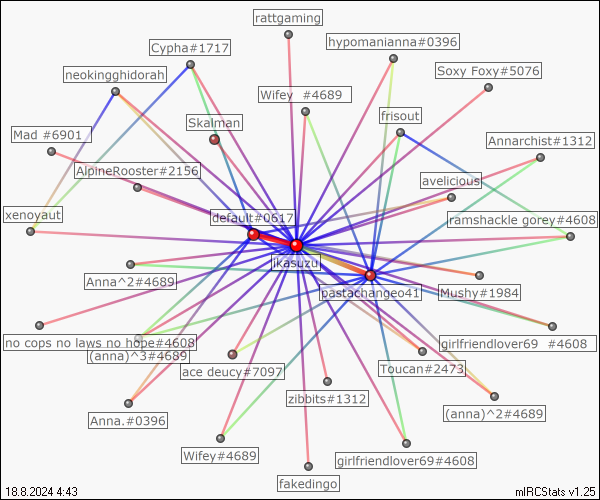 rattgaming
hypomanianna#0396
Cypha#1717
neokingghidorah
Soxy Foxy#5076
Wifey  #4689
frisout
Skalman
Mad #6901
Annarchist#1312
AlpineRooster#2156
avelicious
xenovaut
default#0617
ramshackle gorey#4608
ikasuzu
Anna^2#4689
pastachangeo41
Mushy#1984
no cops no laws no hope#4608
girlfriendlover69  #4608
(anna)^3#4689
ace deucy#7097
Toucan#2473
zibbits#1312
(anna)^2#4689
Anna.#0396
Wifey#4689
girlfriendlover69#4608
fakedingo
18.8.2024 4:43
mIRCStats v1.25